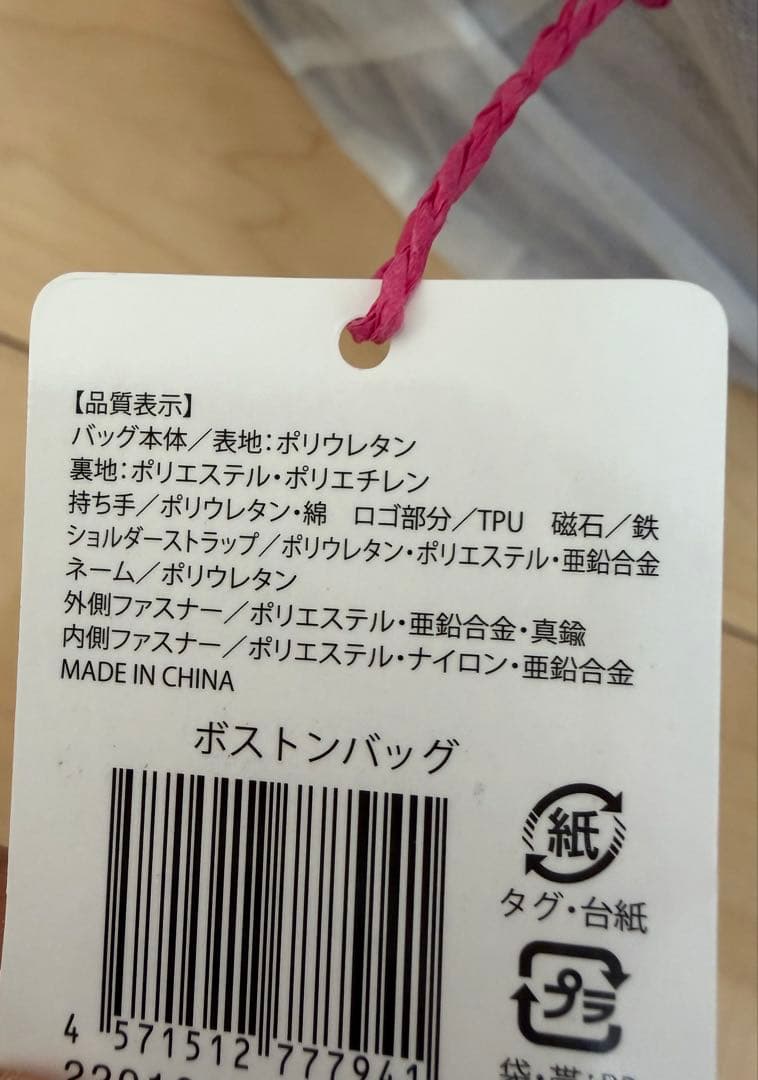 【品質表示】
バッグ本体／表地：ポリウレタン
裏地：ポリエステル・ポリエチレン
持ち手／ポリウレタン・綿　ロゴ部分／TPU　磁石／鉄
ショルダーストラップ／ポリウレタン・ポリエステル・亜鉛合金
ネーム／ポリウレタン
外側ファスナー／ポリエステル・亜鉛合金・真鍮
内側ファスナー／ポリエステル・ナイロン・亜鉛合金
MADE IN CHINA
ボストンバッグ
紙
タグ・台紙
プラ
4 571512 777941
袋・帯: